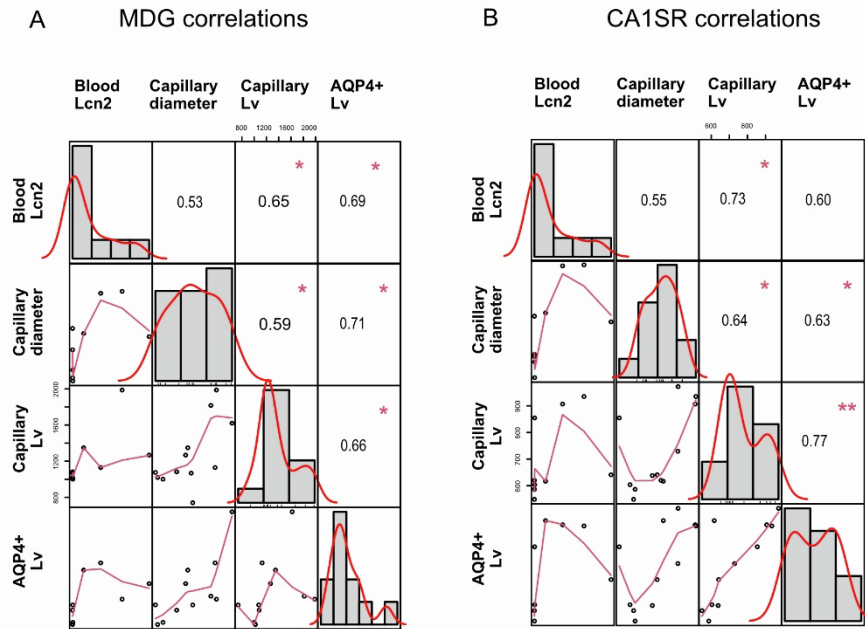 A MDG correlations
Blood
Lcn2
Capillary
diameter
Capillary
Lv
AQP4+
Lv
800 1200 1600 2000
Blood
Lcn2
0.53
0.65
*
0.69
*
Capillary
diameter
0.59
*
0.71
*
Capillary
Lv
2000
1600
1200
800
0.66
*
AQP4+
Lv
B CA1SR correlations
Blood
Lcn2
Capillary
diameter
Capillary
Lv
AQP4+
Lv
600 800
Blood
Lcn2
0.55
0.73
*
0.60
Capillary
diameter
0.64
*
0.63
*
Capillary
Lv
900
800
700
600
0.77
**
AQP4+
Lv